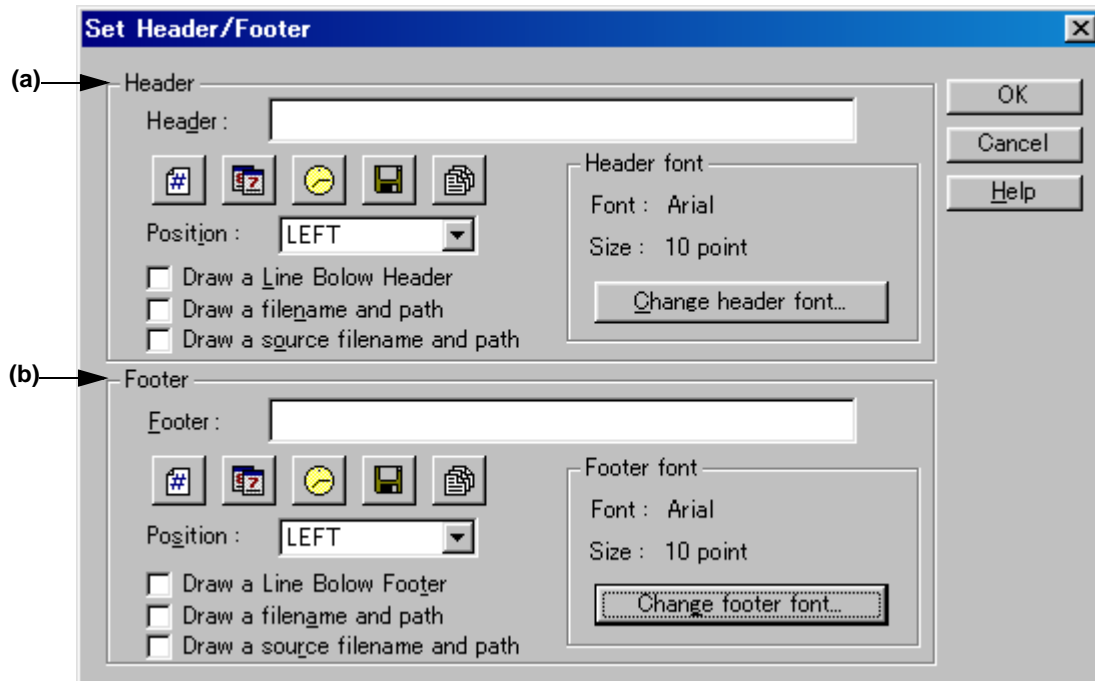 Set Header/Footer
(a)
Header
Header :
OK
Cancel
Help
Header font
Font : Arial
Size : 10 point
Change header font...
Position :
LEFT
Draw a Line Bolow Header
Draw a filename and path
Draw a source filename and path
(b)
Footer
Footer :
Footer font
Font : Arial
Size : 10 point
Change footer font...
Position :
LEFT
Draw a Line Bolow Footer
Draw a filename and path
Draw a source filename and path